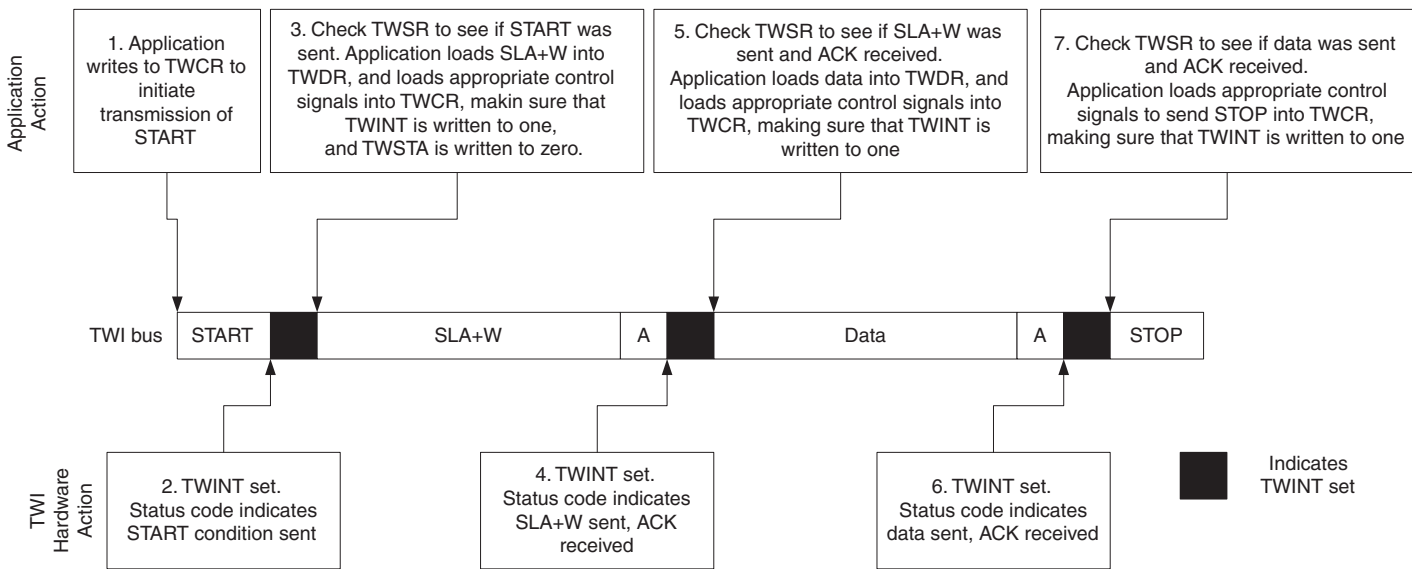 Application
Action
1. Application
writes to TWCR to
initiate
transmission of
START
3. Check TWSR to see if START was
sent. Application loads SLA+W into
TWDR, and loads appropriate control
signals into TWCR, makin sure that
TWINT is written to one,
and TWSTA is written to zero.
5. Check TWSR to see if SLA+W was
sent and ACK received.
Application loads data into TWDR, and
loads appropriate control signals into
TWCR, making sure that TWINT is
written to one
7. Check TWSR to see if data was sent
and ACK received.
Application loads appropriate control
signals to send STOP into TWCR,
making sure that TWINT is written to one
TWI bus
START
SLA+W
A
Data
A
STOP
TWI
Hardware
Action
2. TWINT set.
Status code indicates
START condition sent
4. TWINT set.
Status code indicates
SLA+W sent, ACK
received
6. TWINT set.
Status code indicates
data sent, ACK received
Indicates
TWINT set